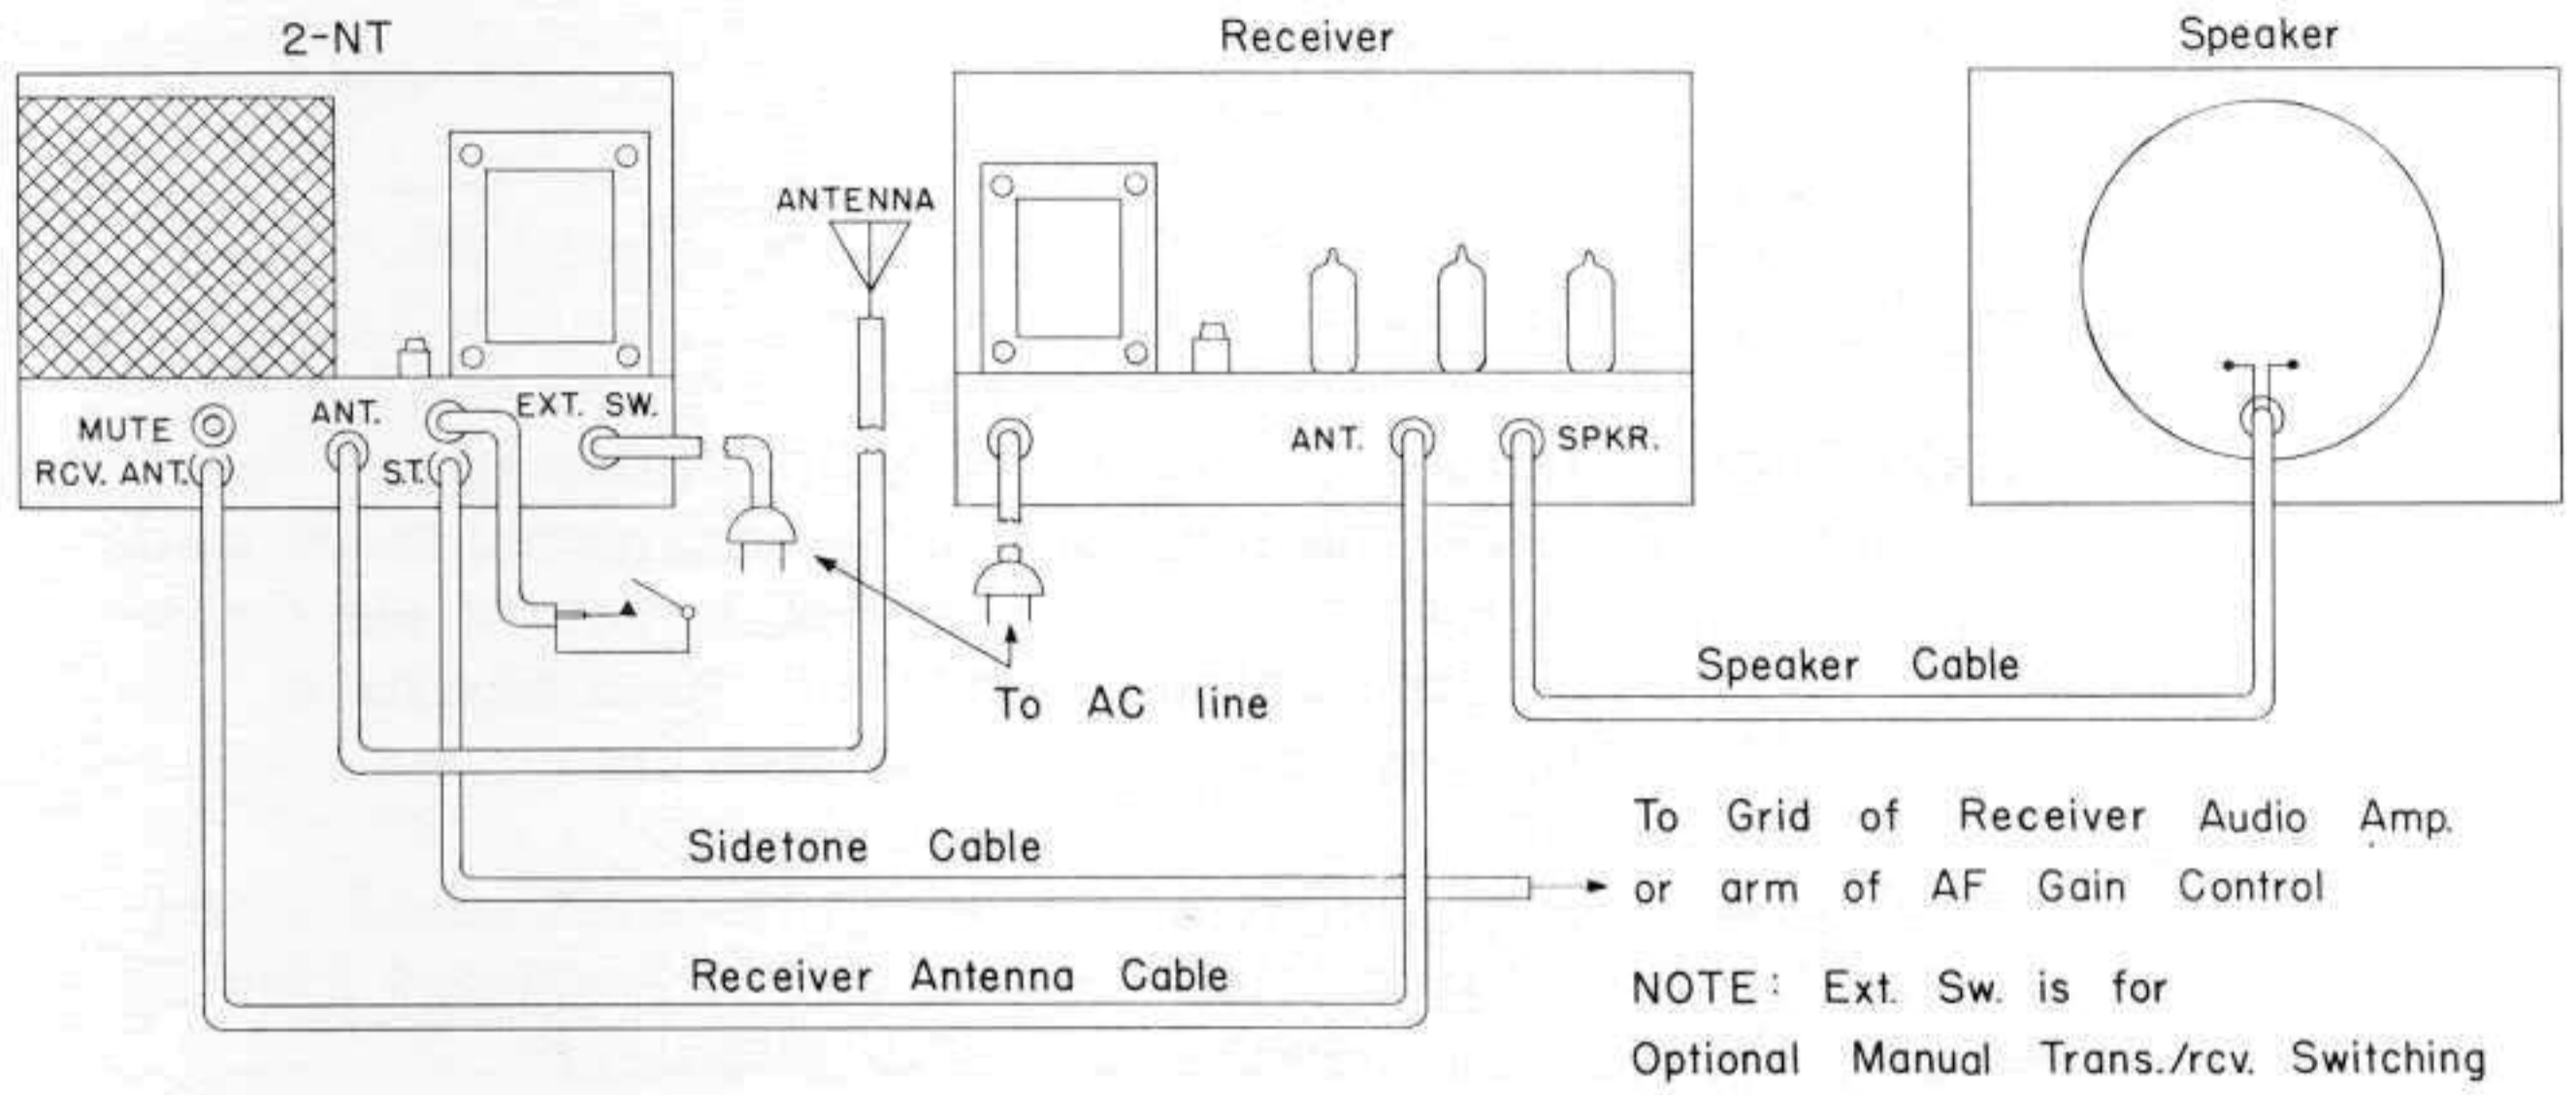 2-NT
Receiver
Speaker
ANTENNA
MUTE
ANT.
EXT. SW.
RCV. ANT.
S.T.
ANT.
SPKR.
To AC line
Speaker Cable
Sidetone Cable
To Grid of Receiver Audio Amp.
or arm of AF Gain Control
Receiver Antenna Cable
NOTE: Ext. Sw. is for
Optional Manual Trans./rcv. Switching